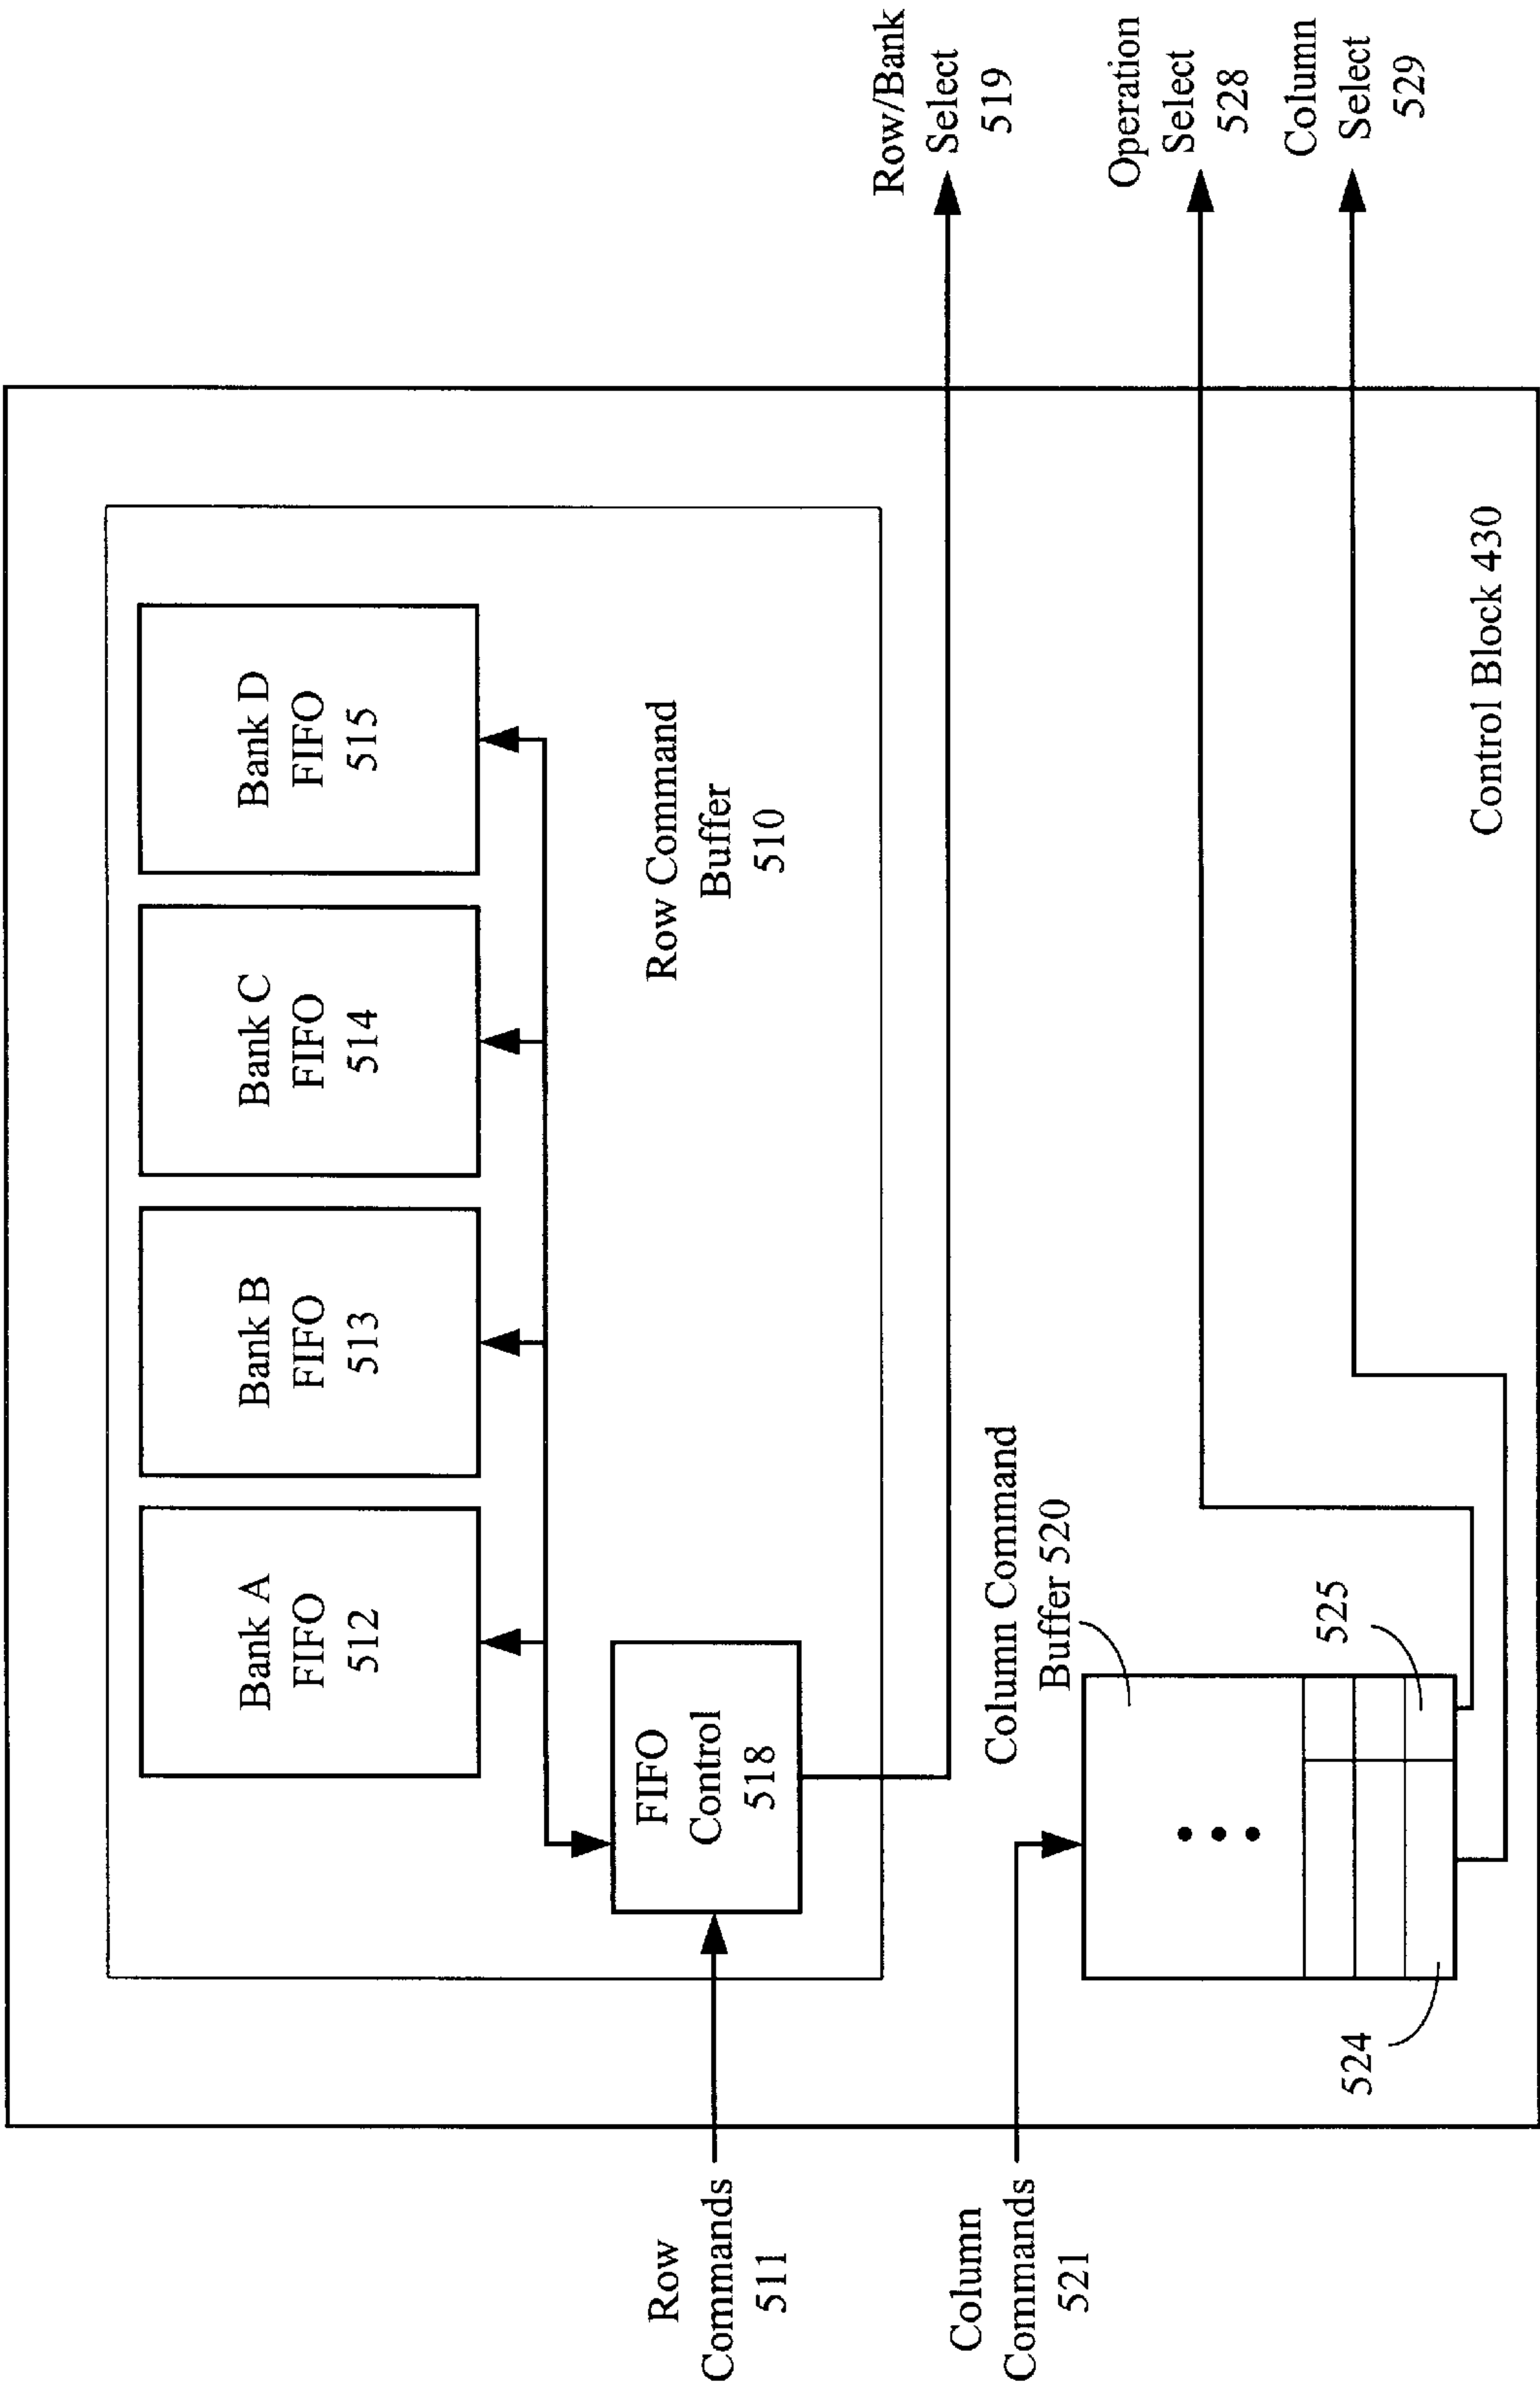 Bank A
FIFO
512
Bank B
FIFO
513
Bank C
FIFO
514
Bank D
FIFO
515
Row
Commands
511
FIFO
Control
518
Row Command
Buffer
510
Row/Bank
Select
519
Column
Commands
521
Column Command
Buffer 520
524
525
Operation
Select
528
Column
Select
529
Control Block 430